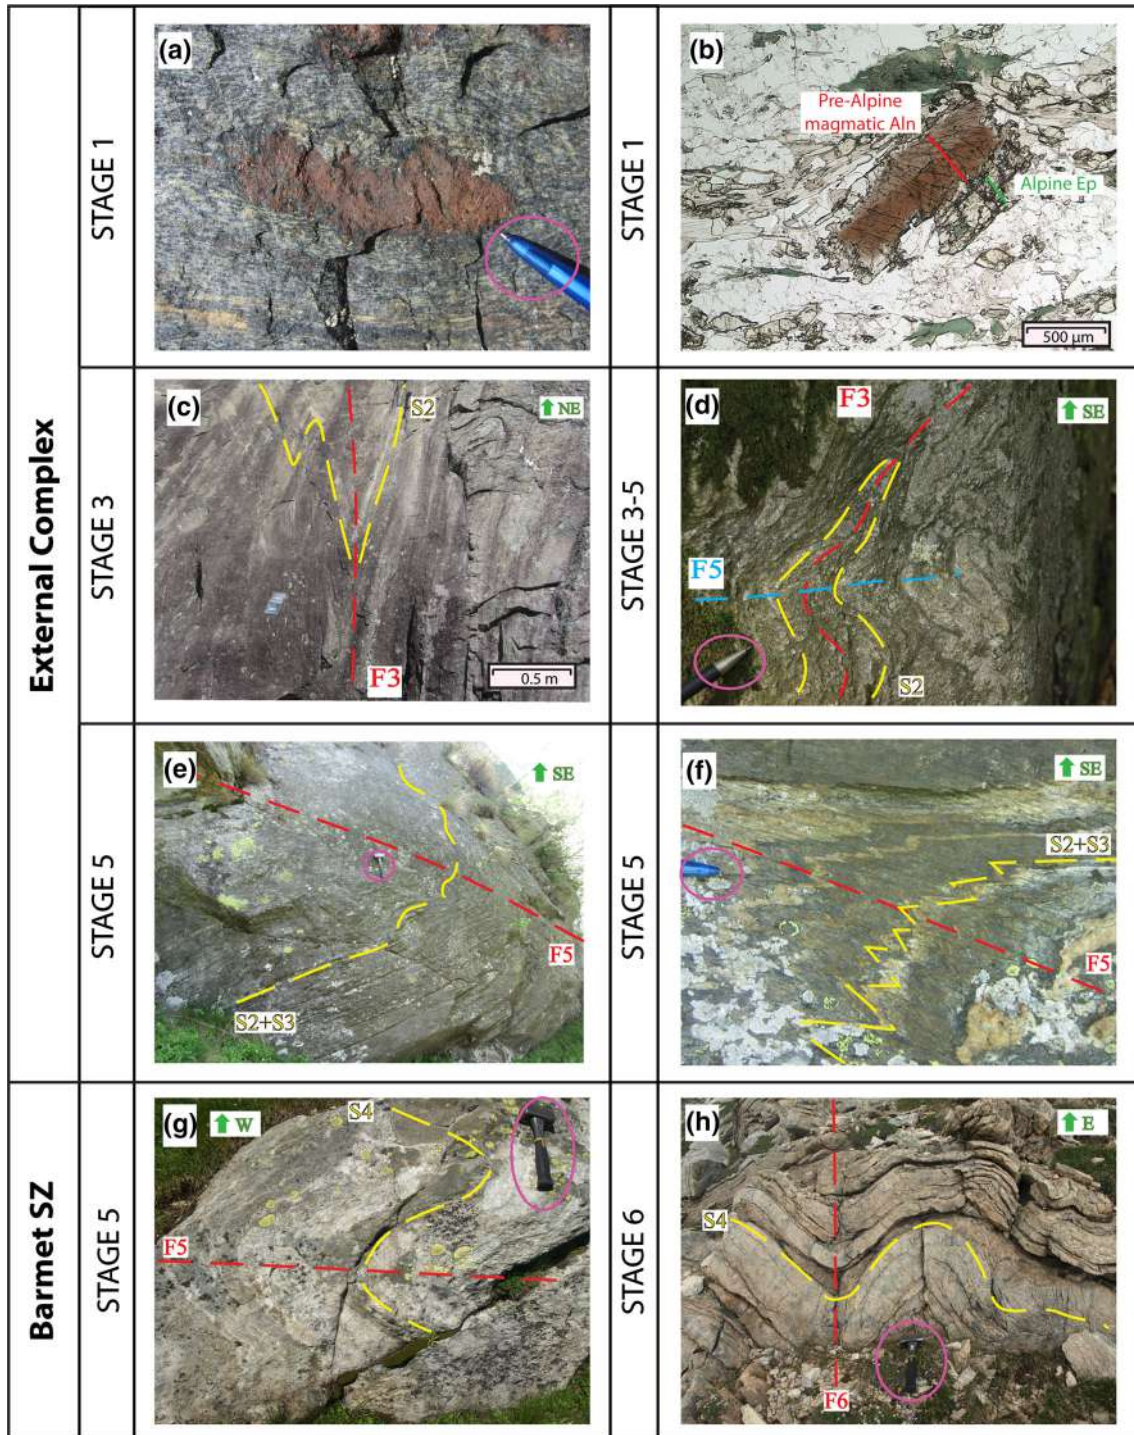 External Complex
STAGE 1
(a)
STAGE 1
(b)
Pre-Alpine
magmatic Aln
Alpine Ep
500 µm
STAGE 3
(c)
S2
NE
F3
0.5 m
STAGE 3-5
(d)
F3
SE
F5
S2
STAGE 5
(e)
SE
F5
S2+S3
STAGE 5
(f)
SE
S2+S3
F5
Barmet SZ
STAGE 5
(g)
W
S4
F5
STAGE 6
(h)
E
S4
F6